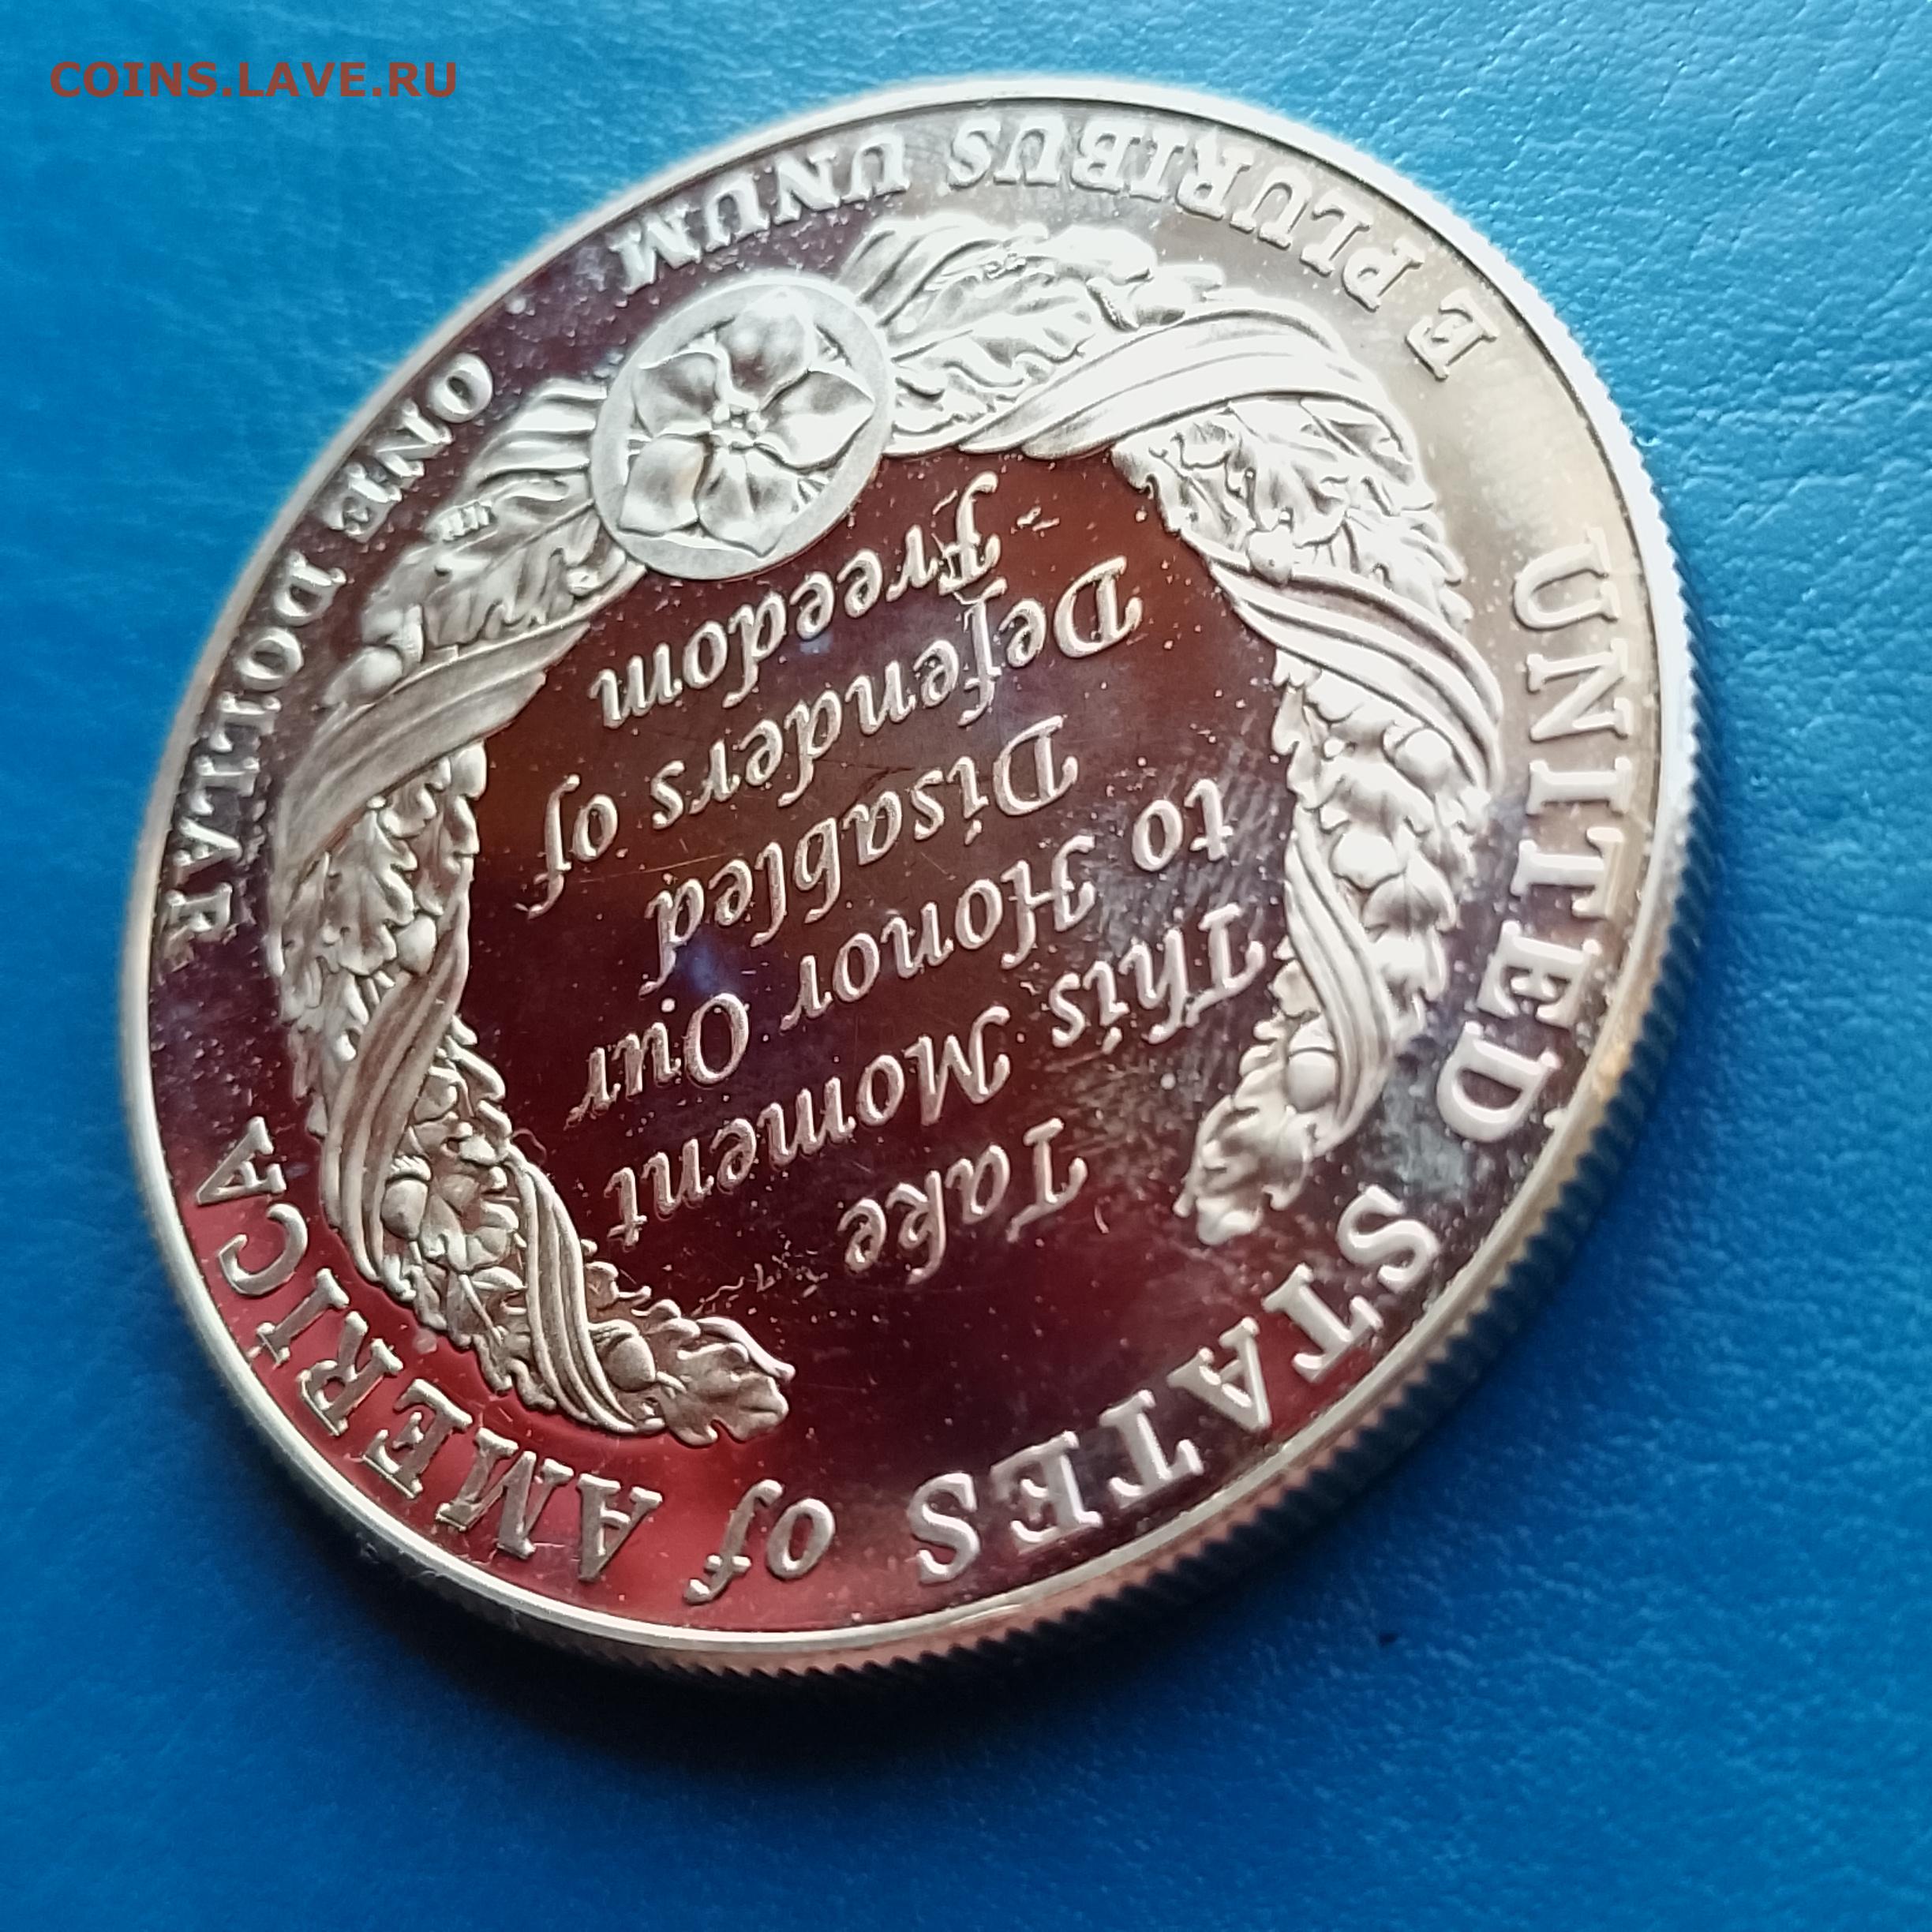 COINS.LAVE.RU
UNITED STATES of AMERICA
Take
This Moment
to Honor Our
Disabled
Defenders of
Freedom
E PLURIBUS UNUM
ONE DOLLAR